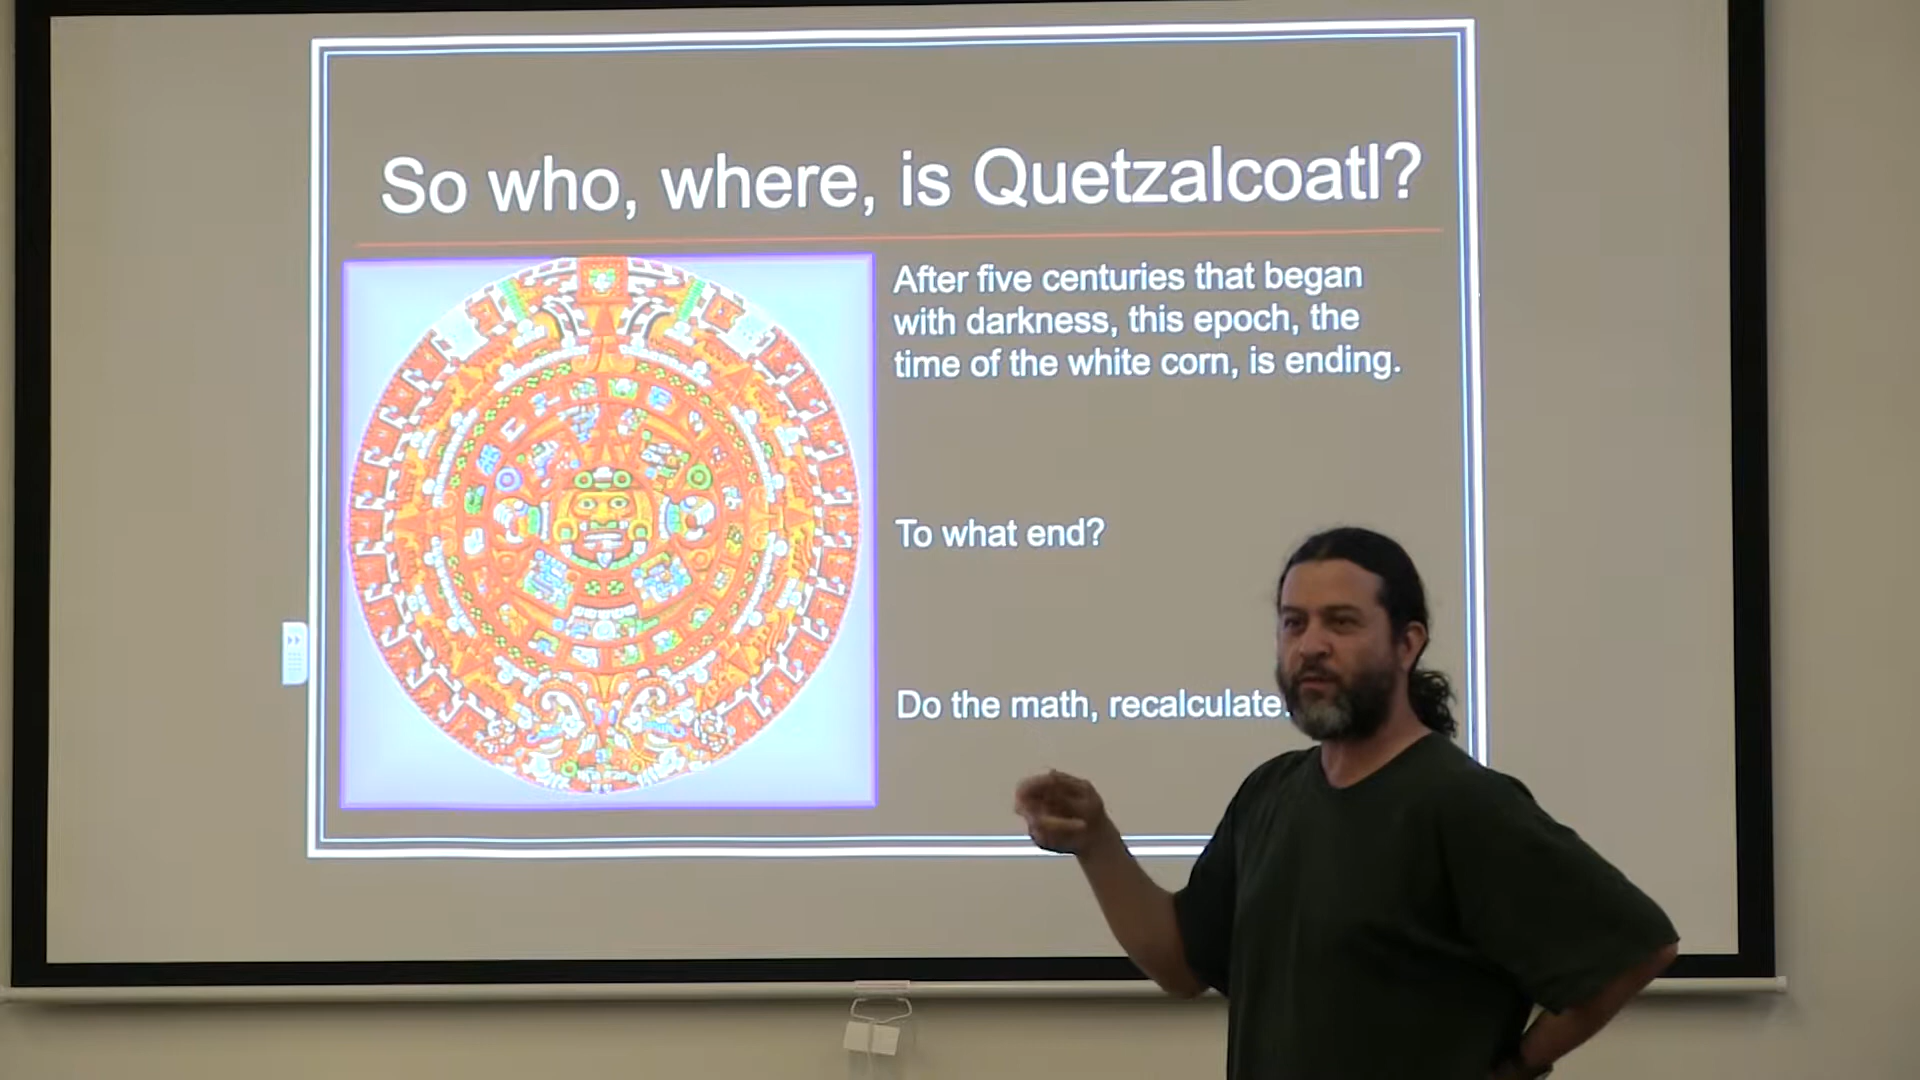 So who, where, is Quetzalcoatl?
After five centuries that began
with darkness, this epoch, the
time of the white corn, is ending.
To what end?
Do the math, recalculate.